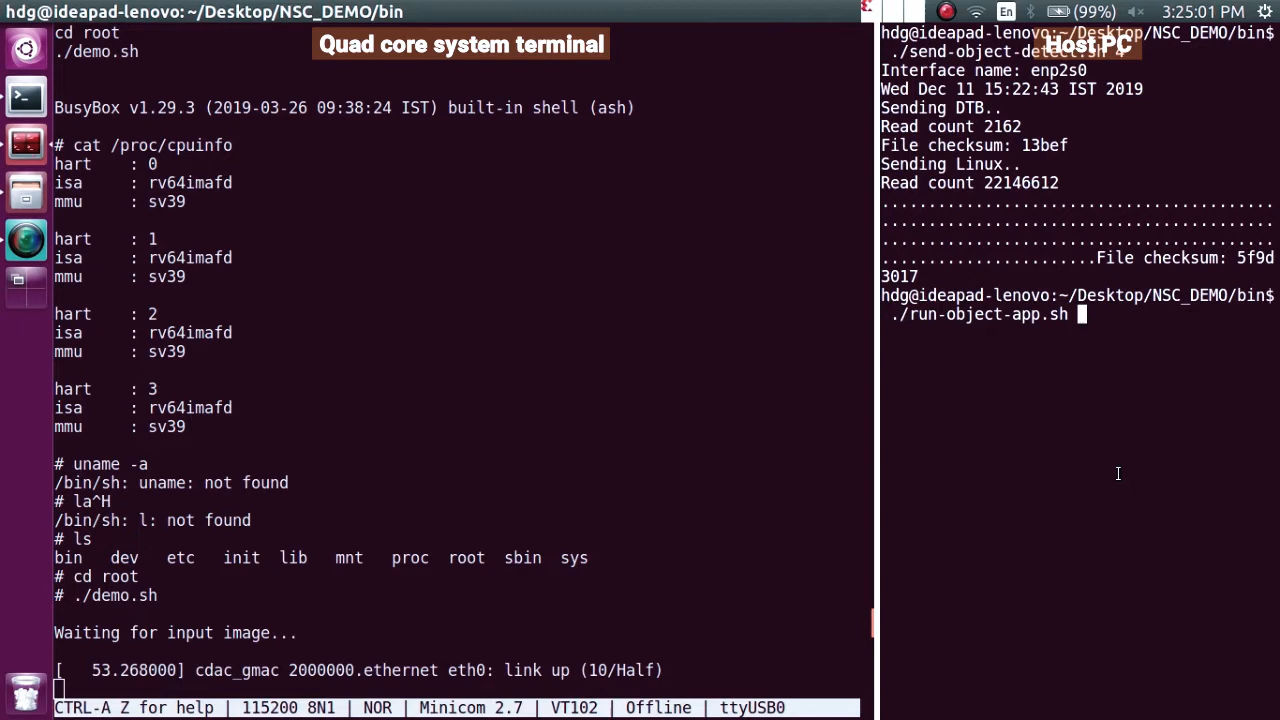 hdg@ideapad-lenovo: ~/Desktop/NSC_DEMO/bin
En
(99%)
3:25:01 PM
Quad core system terminal
cd root
./demo.sh
BusyBox v1.29.3 (2019-03-26 09:38:24 IST) built-in shell (ash)
# cat /proc/cpuinfo
hart : 0
isa : rv64imafd
mmu : sv39
hart : 1
isa : rv64imafd
mmu : sv39
hart : 2
isa : rv64imafd
mmu : sv39
hart : 3
isa : rv64imafd
mmu : sv39
# uname -a
/bin/sh: uname: not found
# la^H
/bin/sh: l: not found
# ls
bin dev etc init lib mnt proc root sbin sys
# cd root
# ./demo.sh
Waiting for input image...
[ 53.268000] cdac_gmac 2000000.ethernet eth0: link up (10/Half)
CTRL-A Z for help | 115200 8N1 | NOR | Minicom 2.7 | VT102 | Offline | ttyUSB0
Host PC
hdg@ideapad-lenovo:~/Desktop/NSC_DEMO/bin$
./send-object-detect.sh 4
Interface name: enp2s0
Wed Dec 11 15:22:43 IST 2019
Sending DTB..
Read count 2162
File checksum: 13bef
Sending Linux..
Read count 22146612
..........................................
..........................................
..........................................
.......................File checksum: 5f9d
3017
hdg@ideapad-lenovo:~/Desktop/NSC_DEMO/bin$
./run-object-app.sh